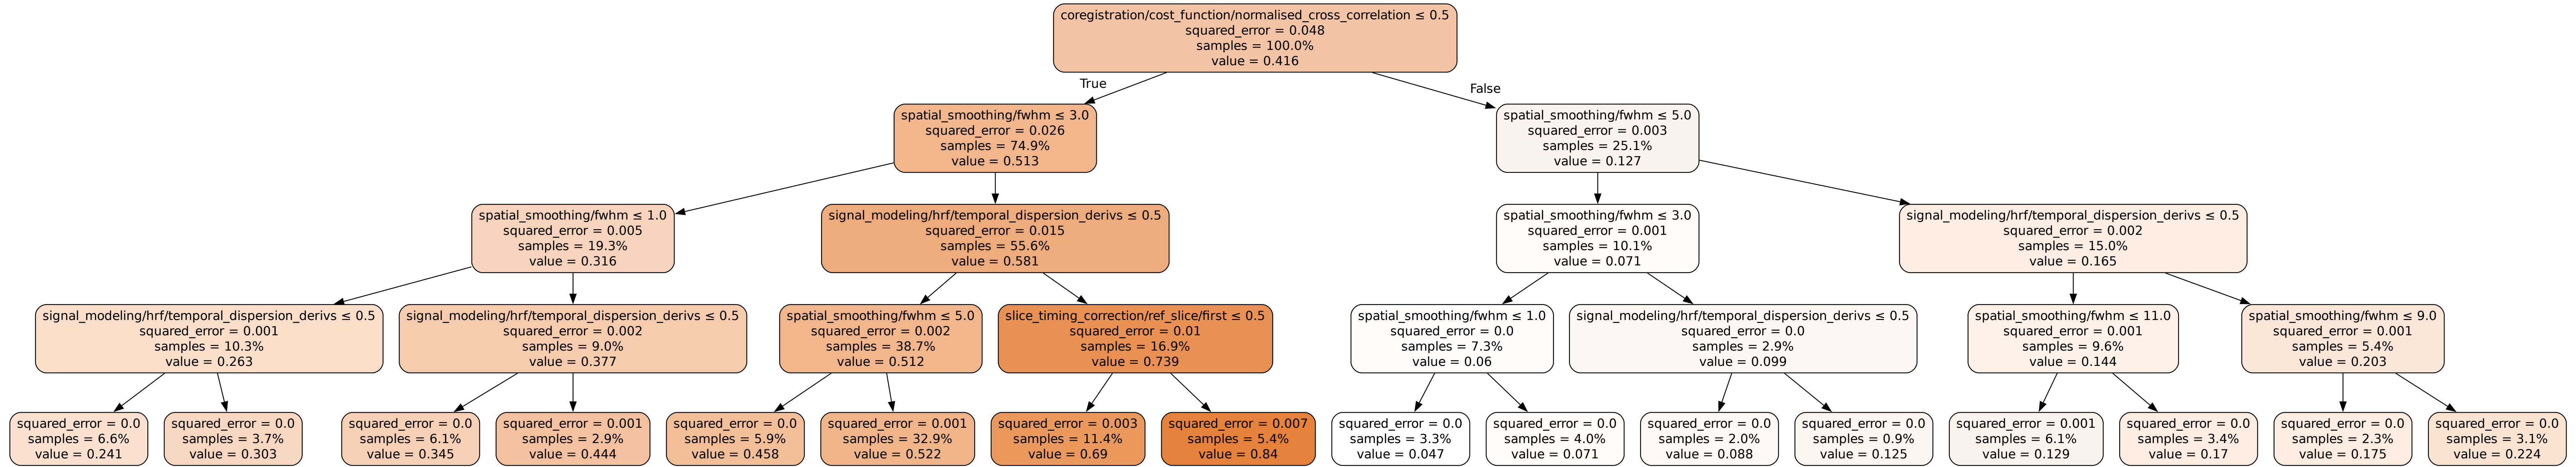 coregistration/cost_function/normalised_cross_correlation ≤ 0.5
squared_error = 0.048
samples = 100.0%
value = 0.416
True
False
spatial_smoothing/fwhm ≤ 3.0
squared_error = 0.026
samples = 74.9%
value = 0.513
spatial_smoothing/fwhm ≤ 5.0
squared_error = 0.003
samples = 25.1%
value = 0.127
spatial_smoothing/fwhm ≤ 1.0
squared_error = 0.005
samples = 19.3%
value = 0.316
signal_modeling/hrf/temporal_dispersion_derivs ≤ 0.5
squared_error = 0.015
samples = 55.6%
value = 0.581
spatial_smoothing/fwhm ≤ 3.0
squared_error = 0.001
samples = 10.1%
value = 0.071
signal_modeling/hrf/temporal_dispersion_derivs ≤ 0.5
squared_error = 0.002
samples = 15.0%
value = 0.165
signal_modeling/hrf/temporal_dispersion_derivs ≤ 0.5
squared_error = 0.001
samples = 10.3%
value = 0.263
signal_modeling/hrf/temporal_dispersion_derivs ≤ 0.5
squared_error = 0.002
samples = 9.0%
value = 0.377
spatial_smoothing/fwhm ≤ 5.0
squared_error = 0.002
samples = 38.7%
value = 0.512
slice_timing_correction/ref_slice/first ≤ 0.5
squared_error = 0.01
samples = 16.9%
value = 0.739
spatial_smoothing/fwhm ≤ 1.0
squared_error = 0.0
samples = 7.3%
value = 0.06
signal_modeling/hrf/temporal_dispersion_derivs ≤ 0.5
squared_error = 0.0
samples = 2.9%
value = 0.099
spatial_smoothing/fwhm ≤ 11.0
squared_error = 0.001
samples = 9.6%
value = 0.144
spatial_smoothing/fwhm ≤ 9.0
squared_error = 0.001
samples = 5.4%
value = 0.203
squared_error = 0.0
samples = 6.6%
value = 0.241
squared_error = 0.0
samples = 3.7%
value = 0.303
squared_error = 0.0
samples = 6.1%
value = 0.345
squared_error = 0.001
samples = 2.9%
value = 0.444
squared_error = 0.0
samples = 5.9%
value = 0.458
squared_error = 0.001
samples = 32.9%
value = 0.522
squared_error = 0.003
samples = 11.4%
value = 0.69
squared_error = 0.007
samples = 5.4%
value = 0.84
squared_error = 0.0
samples = 3.3%
value = 0.047
squared_error = 0.0
samples = 4.0%
value = 0.071
squared_error = 0.0
samples = 2.0%
value = 0.088
squared_error = 0.0
samples = 0.9%
value = 0.125
squared_error = 0.001
samples = 6.1%
value = 0.129
squared_error = 0.0
samples = 3.4%
value = 0.17
squared_error = 0.0
samples = 2.3%
value = 0.175
squared_error = 0.0
samples = 3.1%
value = 0.224